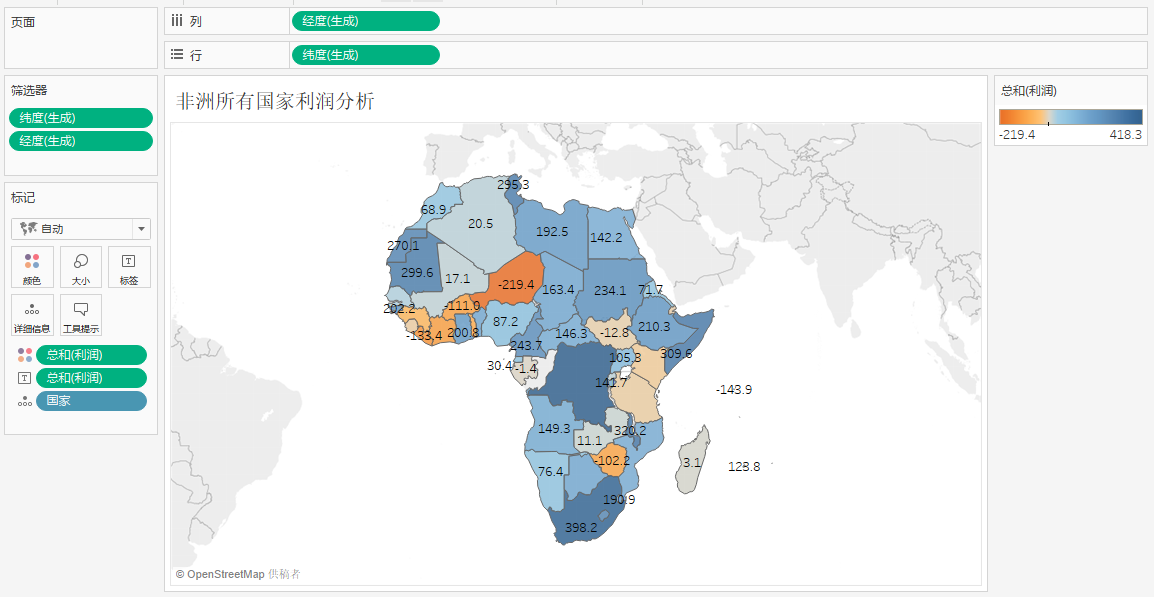 页面
列
经度(生成)
行
纬度(生成)
筛选器
纬度(生成)
经度(生成)
标记
自动
颜色
大小
标签
详细信息
工具提示
总和(利润)
总和(利润)
国家
非洲所有国家利润分析
295.3
68.9
20.5
192.5
142.2
270.1
299.6
17.1
-219.4
163.4
234.1
71.7
202.2
-111.0
-133.4
200.8
87.2
146.3
-12.8
210.3
243.7
30.4
-1.4
105.3
309.6
141.7
-143.9
149.3
11.1
320.2
-102.2
3.1
128.8
76.4
190.9
398.2
© OpenStreetMap 供稿者
总和(利润)
-219.4
418.3